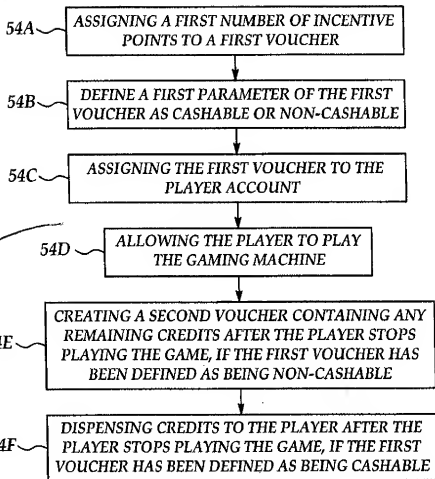 54A
ASSIGNING A FIRST NUMBER OF INCENTIVE
POINTS TO A FIRST VOUCHER
54B
DEFINE A FIRST PARAMETER OF THE FIRST
VOUCHER AS CASHABLE OR NON-CASHABLE
54C
ASSIGNING THE FIRST VOUCHER TO THE
PLAYER ACCOUNT
54D
ALLOWING THE PLAYER TO PLAY
THE GAMING MACHINE
4E
CREATING A SECOND VOUCHER CONTAINING ANY
REMAINING CREDITS AFTER THE PLAYER STOPS
PLAYING THE GAME, IF THE FIRST VOUCHER HAS
BEEN DEFINED AS BEING NON-CASHABLE
4F
DISPENSING CREDITS TO THE PLAYER AFTER THE
PLAYER STOPS PLAYING THE GAME, IF THE FIRST
VOUCHER HAS BEEN DEFINED AS BEING CASHABLE